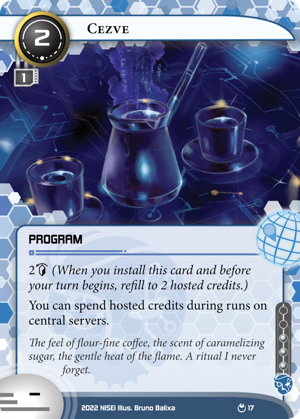 2
CEZVE
1
PROGRAM
2 (When you install this card and before
your turn begins, refill to 2 hosted credits.)
You can spend hosted credits during runs on
central servers.
The feel of flour-fine coffee, the scent of caramelizing
sugar, the gentle heat of the flame. A ritual I never
forget.
-
2022 NISEI Illus. Bruno Balixa
17